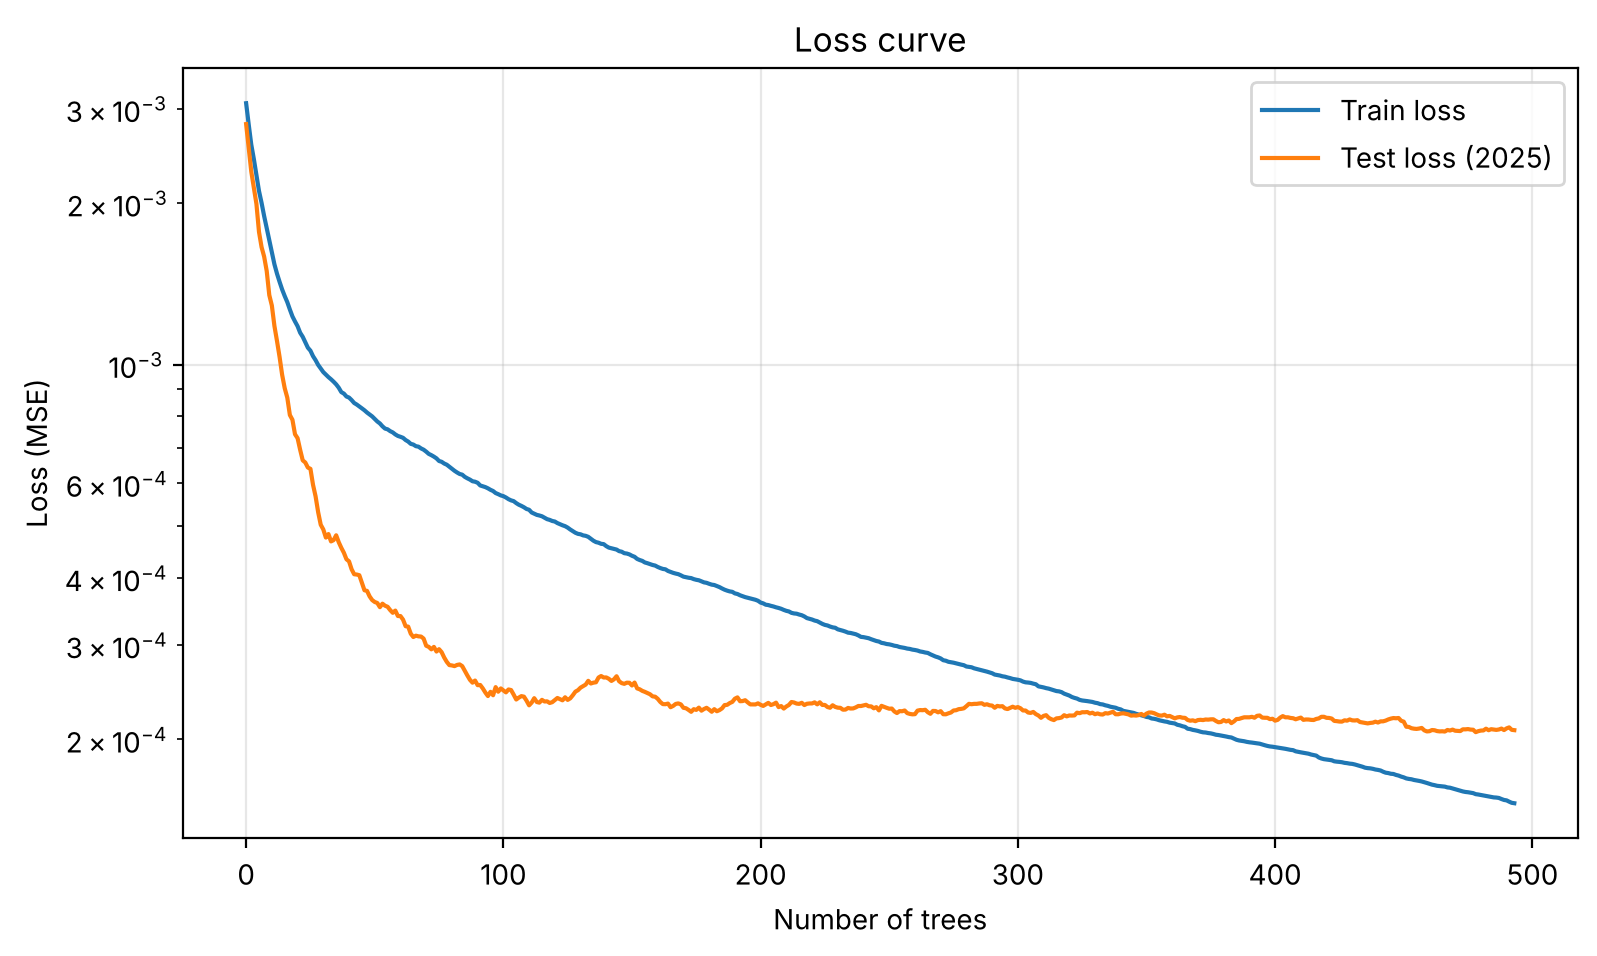 Loss curve
Train loss
Test loss (2025)
3 × 10⁻³
2 × 10⁻³
10⁻³
6 × 10⁻⁴
4 × 10⁻⁴
3 × 10⁻⁴
2 × 10⁻⁴
Loss (MSE)
0 100 200 300 400 500
Number of trees